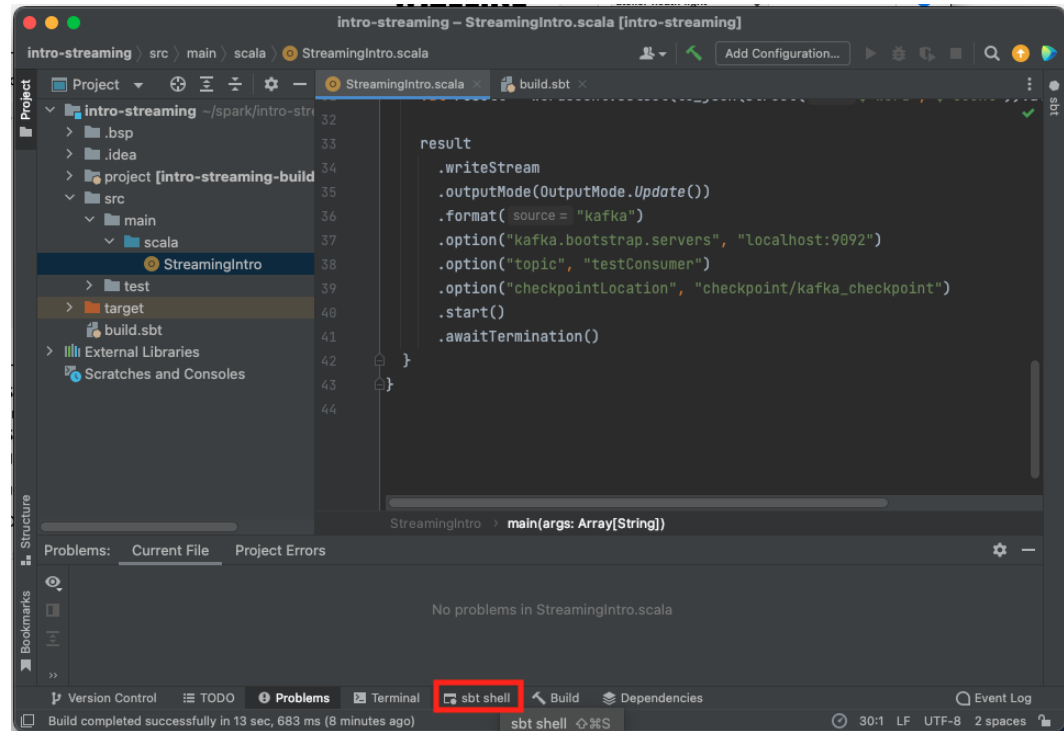 intro-streaming – StreamingIntro.scala [intro-streaming]
intro-streaming 〉 src 〉 main 〉 scala 〉 StreamingIntro.scala
Add Configuration...
Project
StreamingIntro.scala
build.sbt
Project
sbt
intro-streaming ~/spark/intro-stre
.bsp
.idea
project [intro-streaming-build
src
main
scala
StreamingIntro
test
target
build.sbt
External Libraries
Scratches and Consoles
32
33 result
34 .writeStream
35 .outputMode(OutputMode.Update())
36 .format( source = "kafka")
37 .option("kafka.bootstrap.servers", "localhost:9092")
38 .option("topic", "testConsumer")
39 .option("checkpointLocation", "checkpoint/kafka_checkpoint")
40 .start()
41 .awaitTermination()
42 }
43 }
44
StreamingIntro › main(args: Array[String])
Structure
Bookmarks
Problems: Current File Project Errors
No problems in StreamingIntro.scala
Version Control TODO Problems Terminal sbt shell Build Dependencies Event Log
Build completed successfully in 13 sec, 683 ms (8 minutes ago)
sbt shell ⇧⌘S
30:1 LF UTF-8 2 spaces